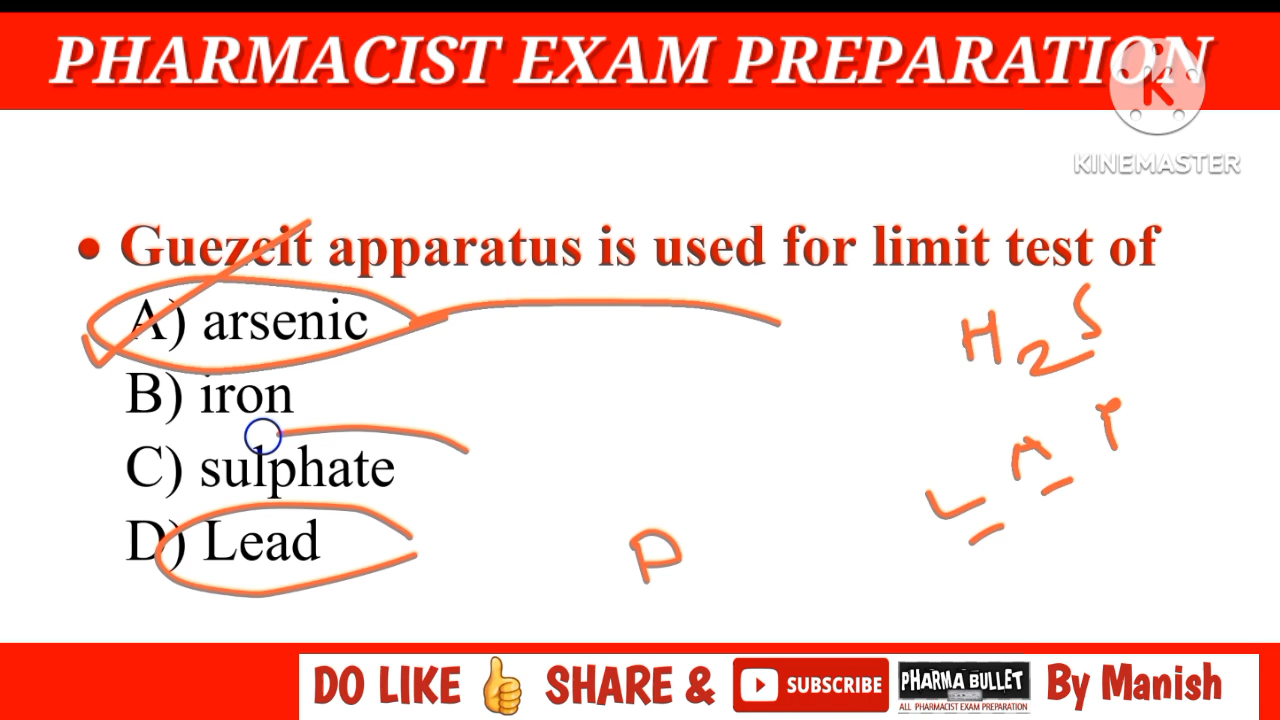 PHARMACIST EXAM PREPARATION
K
KINEMASTER
• Guezeit apparatus is used for limit test of
A) arsenic
B) iron
C) sulphate
D) Lead
H2S
P
DO LIKE 👍 SHARE & SUBSCRIBE PHARMA BULLET By Manish
ALL PHARMACIST EXAM PREPARATION